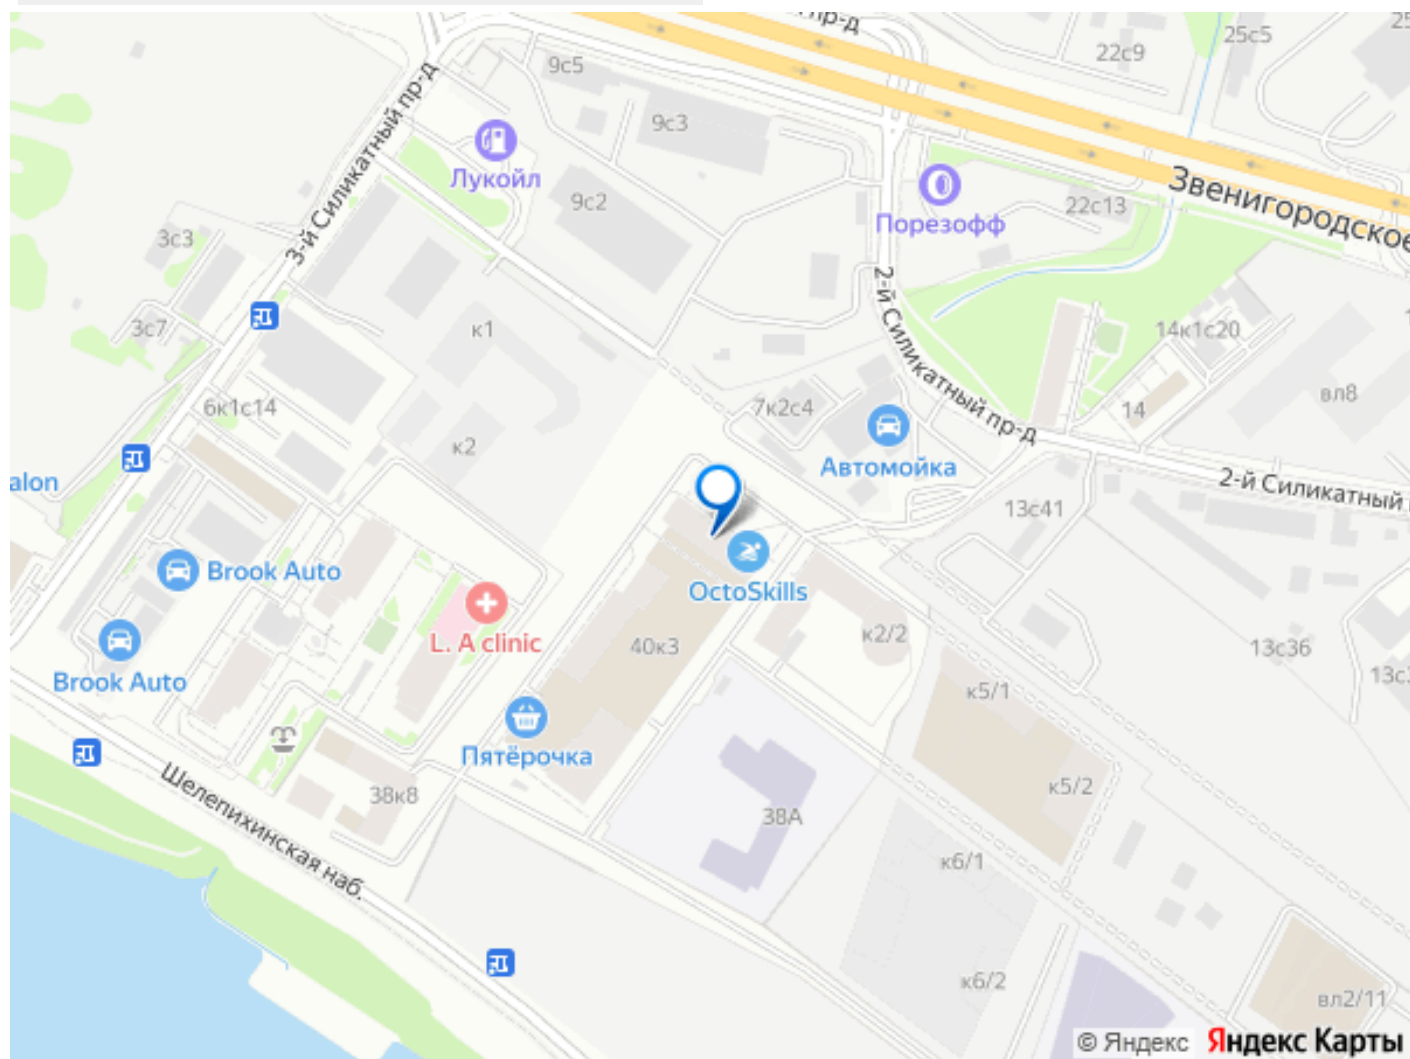 пр-д
25с5
22с9
9с5
3-й Силикатный пр-д
9с3
Лукойл
Порезофф
22с13
Звенигородское
9с2
3с3
2-й Силикатный пр-д
3с7
к1
14к1с20
6к1с14
7к2с4
14
вл8
к2
Автомойка
2-й Силикатный
alon
13с41
Brook Auto
OctoSkills
L. A clinic
40к3
к2/2
13с36
Brook Auto
к5/1
Пятёрочка
38к8
к5/2
Шелепихинская наб.
38А
к6/1
к6/2
вл2/11
© Яндекс Яндекс Карты